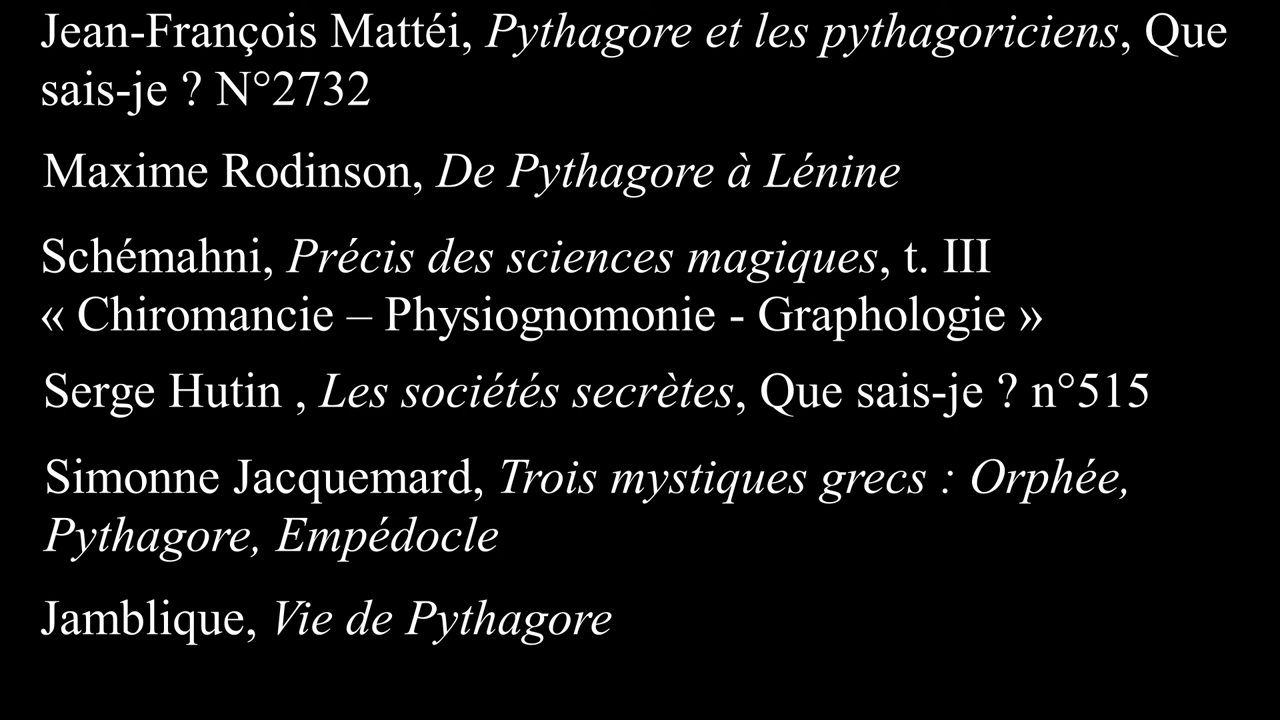 Jean-François Mattéi, Pythagore et les pythagoriciens, Que
sais-je ? N°2732
Maxime Rodinson, De Pythagore à Lénine
Schémahni, Précis des sciences magiques, t. III
« Chiromancie – Physiognomonie - Graphologie »
Serge Hutin , Les sociétés secrètes, Que sais-je ? n°515
Simonne Jacquemard, Trois mystiques grecs : Orphée,
Pythagore, Empédocle
Jamblique, Vie de Pythagore